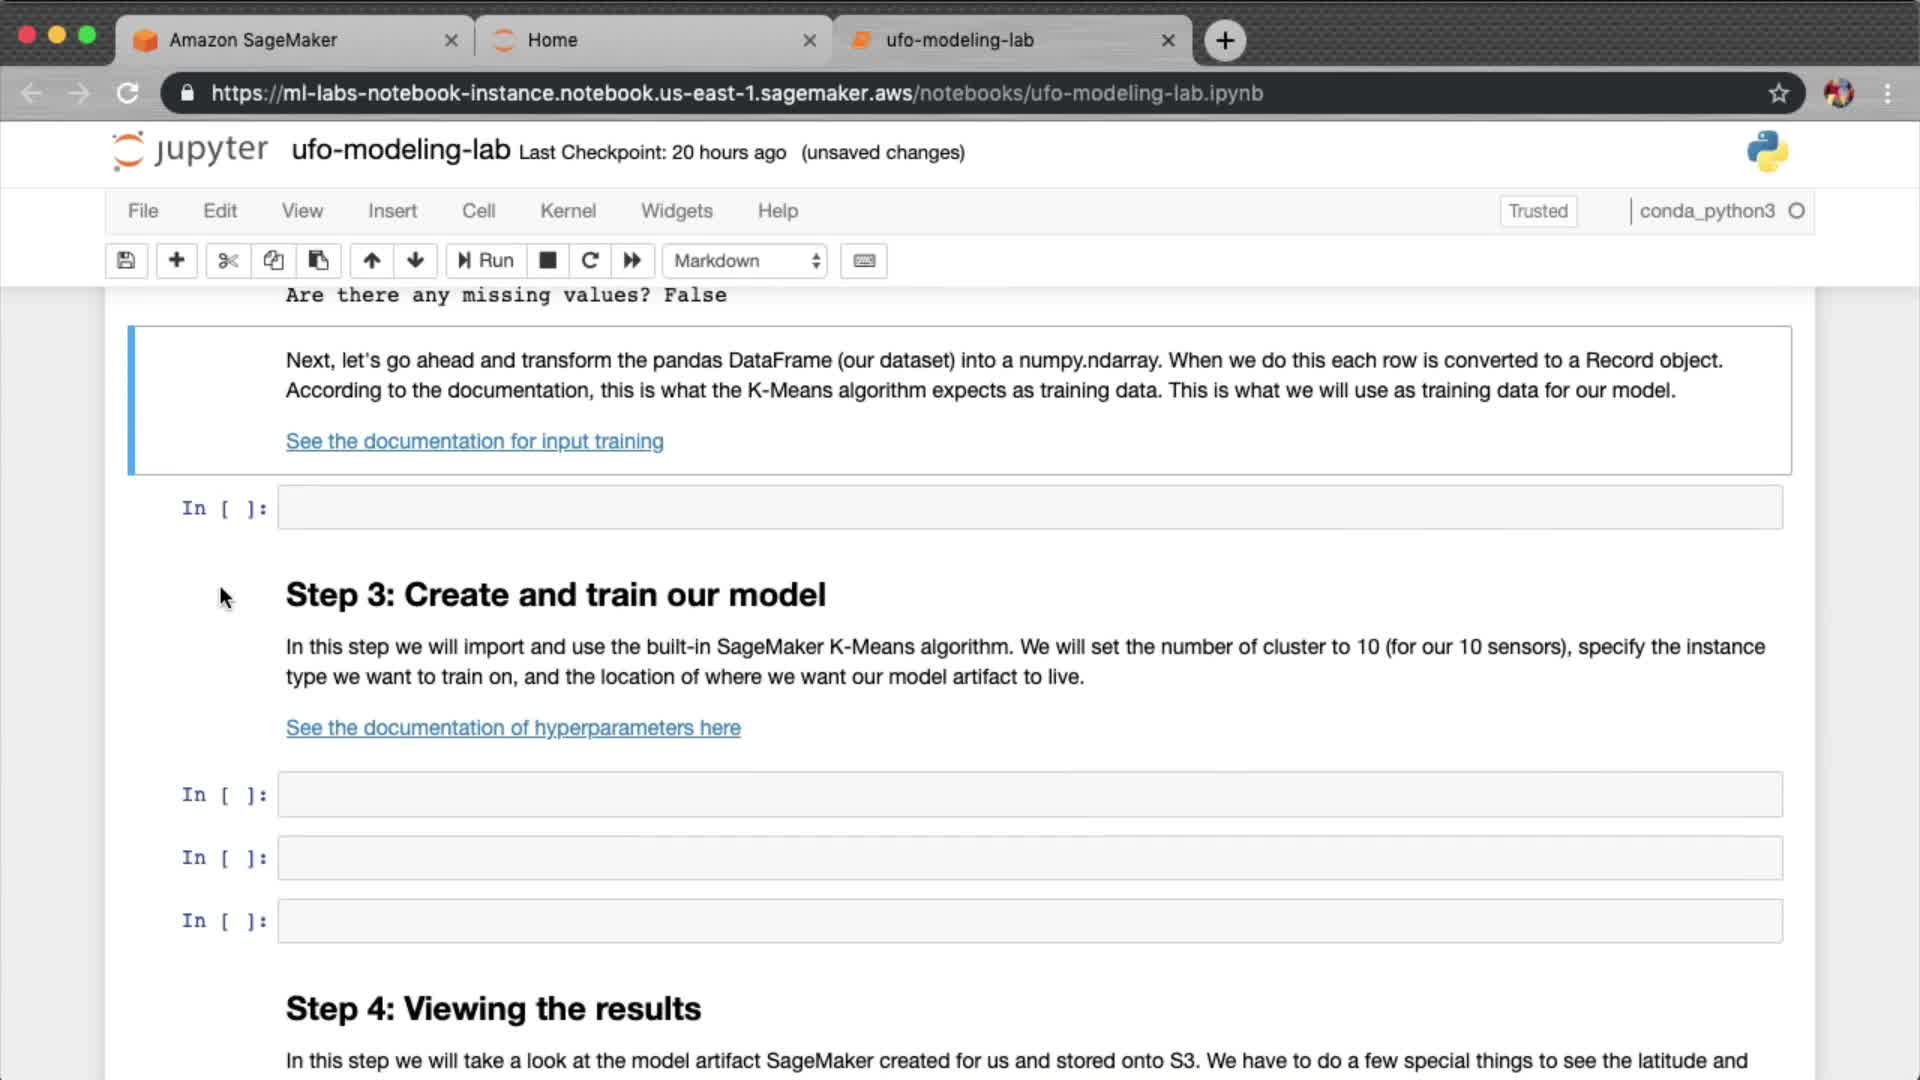 Amazon SageMaker
Home
ufo-modeling-lab
https://ml-labs-notebook-instance.notebook.us-east-1.sagemaker.aws/notebooks/ufo-modeling-lab.ipynb
jupyter ufo-modeling-lab Last Checkpoint: 20 hours ago (unsaved changes)
File Edit View Insert Cell Kernel Widgets Help Trusted conda_python3
Run Markdown
Are there any missing values? False
Next, let's go ahead and transform the pandas DataFrame (our dataset) into a numpy.ndarray. When we do this each row is converted to a Record object.
According to the documentation, this is what the K-Means algorithm expects as training data. This is what we will use as training data for our model.
See the documentation for input training
In [ ]:
Step 3: Create and train our model
In this step we will import and use the built-in SageMaker K-Means algorithm. We will set the number of cluster to 10 (for our 10 sensors), specify the instance
type we want to train on, and the location of where we want our model artifact to live.
See the documentation of hyperparameters here
In [ ]:
In [ ]:
In [ ]:
Step 4: Viewing the results
In this step we will take a look at the model artifact SageMaker created for us and stored onto S3. We have to do a few special things to see the latitude and